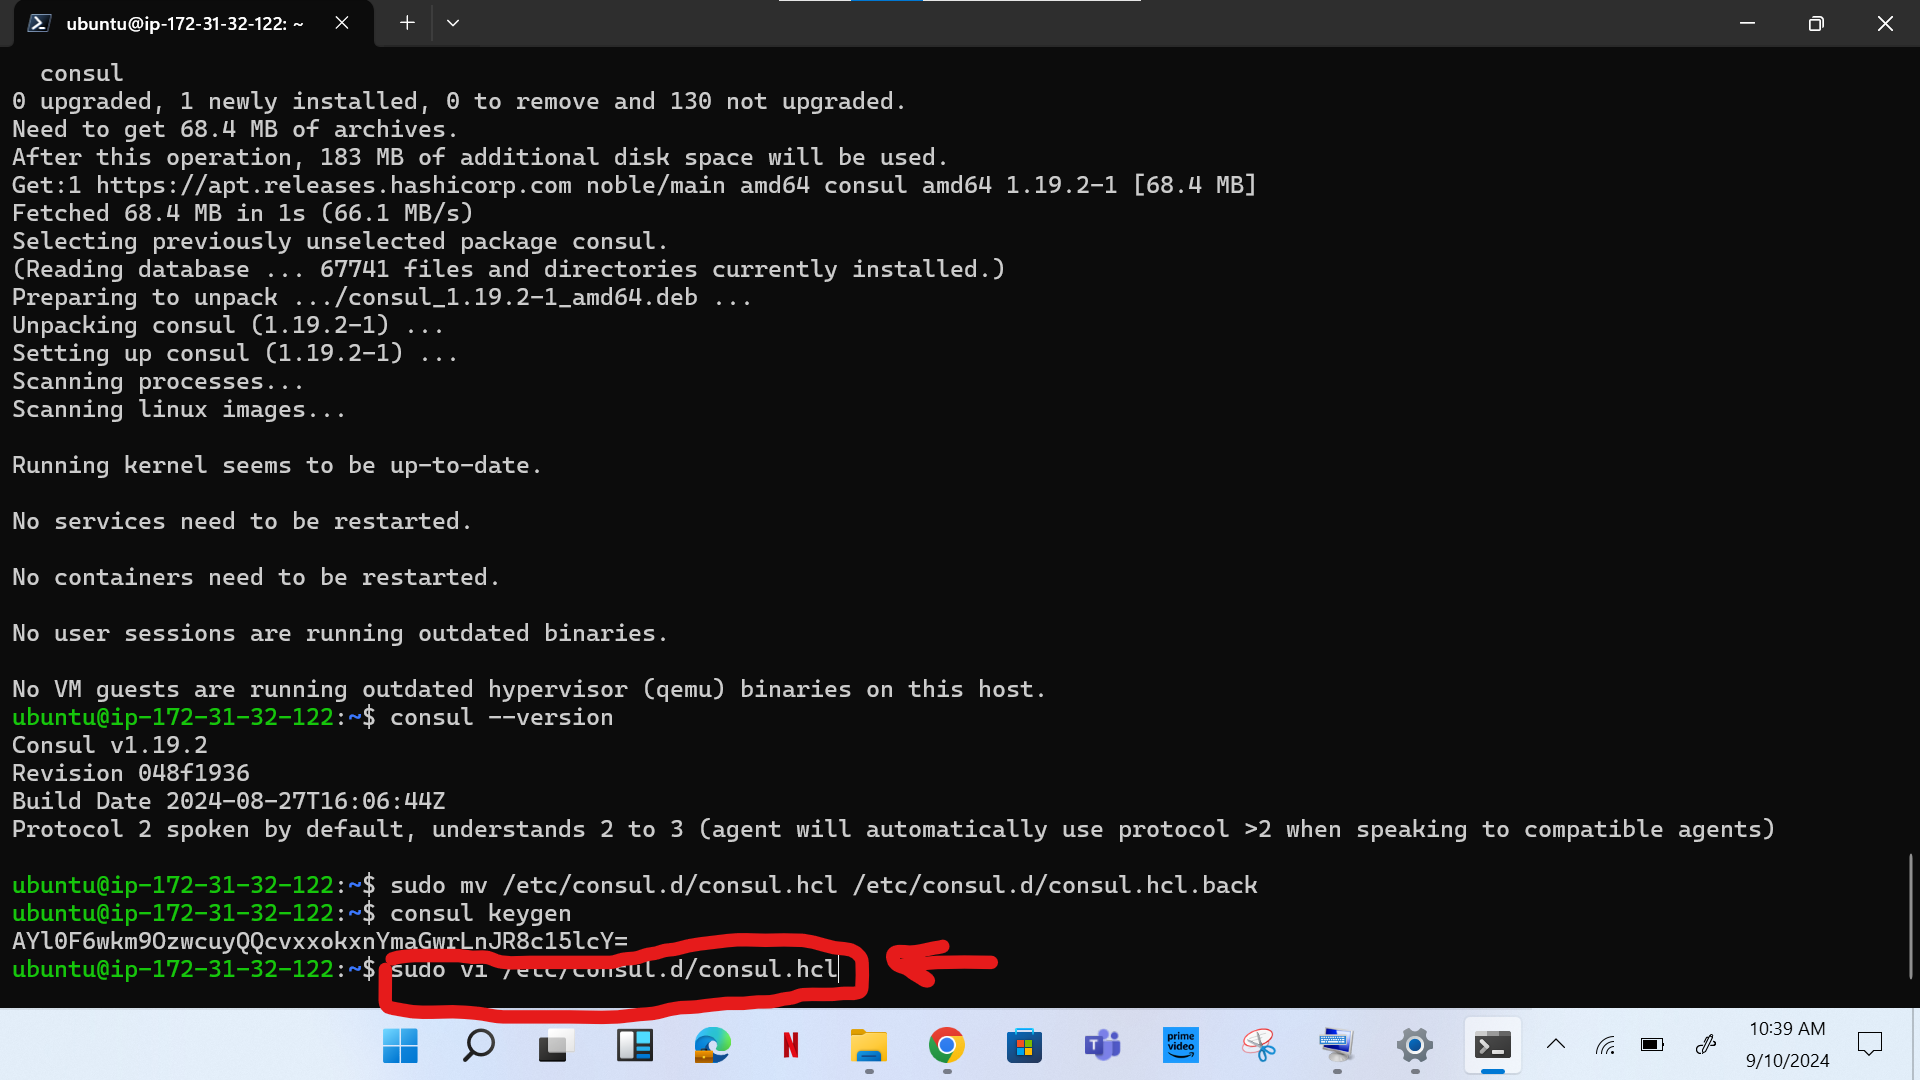 ubuntu@ip-172-31-32-122: ~
consul
0 upgraded, 1 newly installed, 0 to remove and 130 not upgraded.
Need to get 68.4 MB of archives.
After this operation, 183 MB of additional disk space will be used.
Get:1 https://apt.releases.hashicorp.com noble/main amd64 consul amd64 1.19.2-1 [68.4 MB]
Fetched 68.4 MB in 1s (66.1 MB/s)
Selecting previously unselected package consul.
(Reading database ... 67741 files and directories currently installed.)
Preparing to unpack .../consul_1.19.2-1_amd64.deb ...
Unpacking consul (1.19.2-1) ...
Setting up consul (1.19.2-1) ...
Scanning processes...
Scanning linux images...
Running kernel seems to be up-to-date.
No services need to be restarted.
No containers need to be restarted.
No user sessions are running outdated binaries.
No VM guests are running outdated hypervisor (qemu) binaries on this host.
ubuntu@ip-172-31-32-122:~$ consul --version
Consul v1.19.2
Revision 048f1936
Build Date 2024-08-27T16:06:44Z
Protocol 2 spoken by default, understands 2 to 3 (agent will automatically use protocol >2 when speaking to compatible agents)
ubuntu@ip-172-31-32-122:~$ sudo mv /etc/consul.d/consul.hcl /etc/consul.d/consul.hcl.back
ubuntu@ip-172-31-32-122:~$ consul keygen
AYl0F6wkm9OzwcuyQQcvxxokxnYmaGwrLnJR8c15lcY=
ubuntu@ip-172-31-32-122:~$ sudo vi /etc/consul.d/consul.hcl
N
T
prime video
10:39 AM
9/10/2024